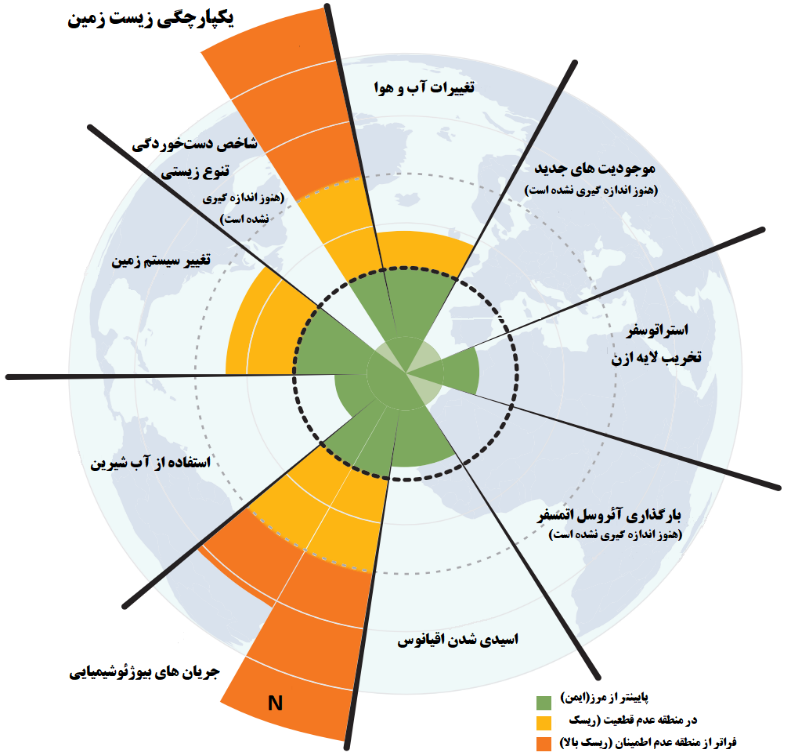 یکپارچگی زیست زمین
تغییرات آب و هوا
شاخص دست‌خوردگی
تنوع زیستی
(هنوز اندازه گیری
نشده است)
موجودیت های جدید
(هنوز اندازه گیری نشده است)
تغییر سیستم زمین
استراتوسفر
تخریب لایه ازن
استفاده از آب شیرین
بارگذاری آئروسل اتمسفر
(هنوز اندازه گیری نشده است)
اسیدی شدن اقیانوس
جریان های بیوژئوشیمیایی
N
پایینتر از مرز(ایمن)
در منطقه عدم قطعیت (ریسک
فراتر از منطقه عدم اطمینان (ریسک بالا)